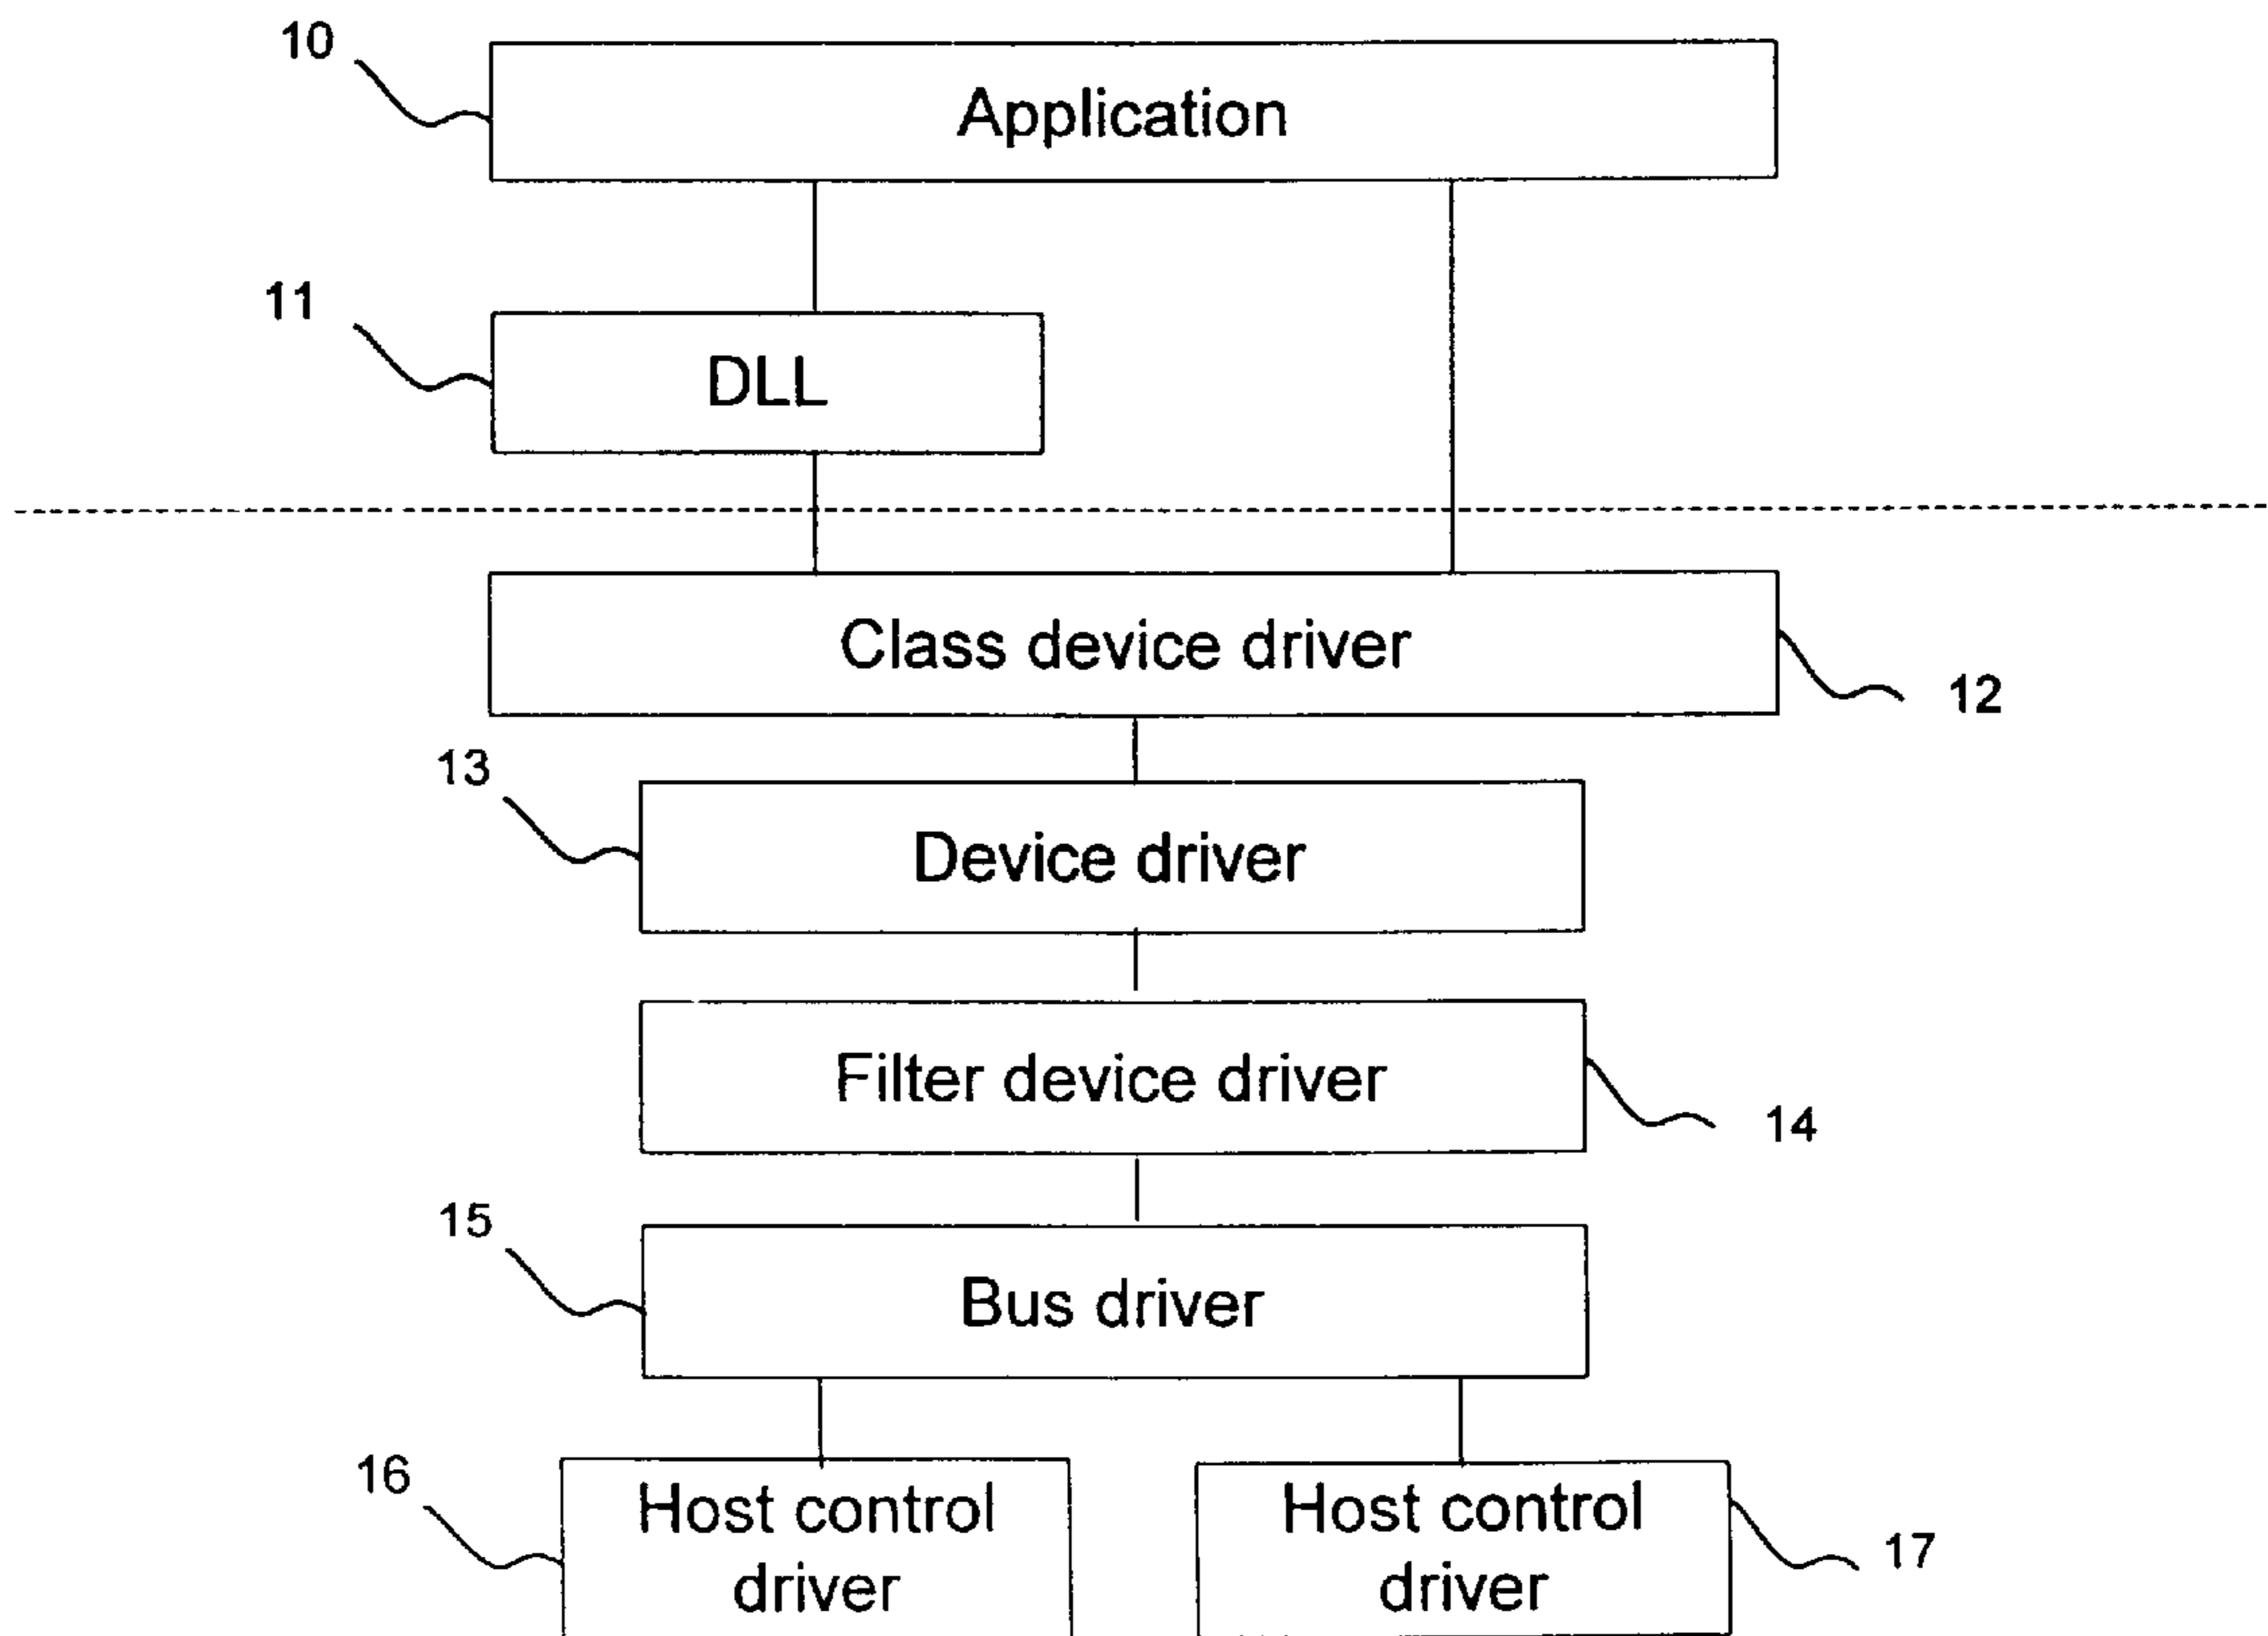 10
Application
11
DLL
Class device driver
12
13
Device driver
Filter device driver
14
15
Bus driver
16
Host control
driver
Host control
driver
17